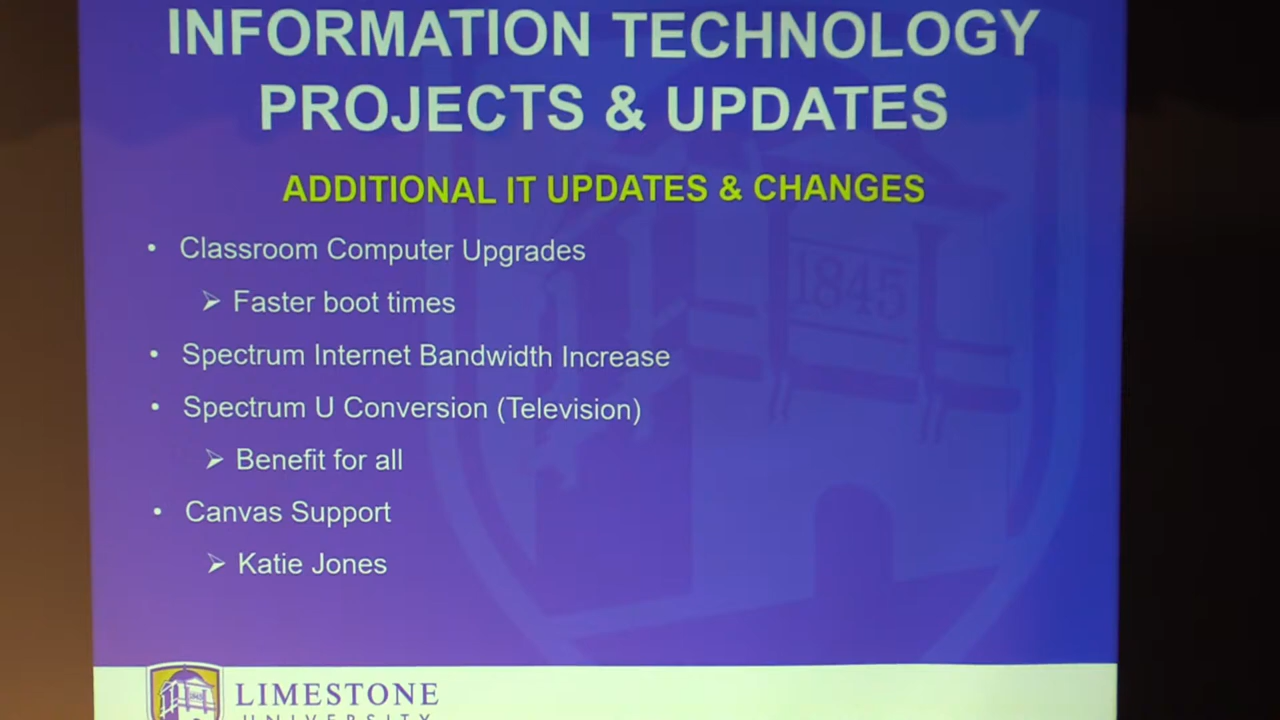 INFORMATION TECHNOLOGY
PROJECTS & UPDATES
ADDITIONAL IT UPDATES & CHANGES
• Classroom Computer Upgrades
➢ Faster boot times
1845
• Spectrum Internet Bandwidth Increase
• Spectrum U Conversion (Television)
➢ Benefit for all
• Canvas Support
➢ Katie Jones
LIMESTONE
UNIVERSITY